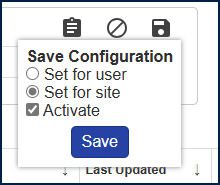 Save Configuration
Set for user
Set for site
Activate
Save
Last Updated